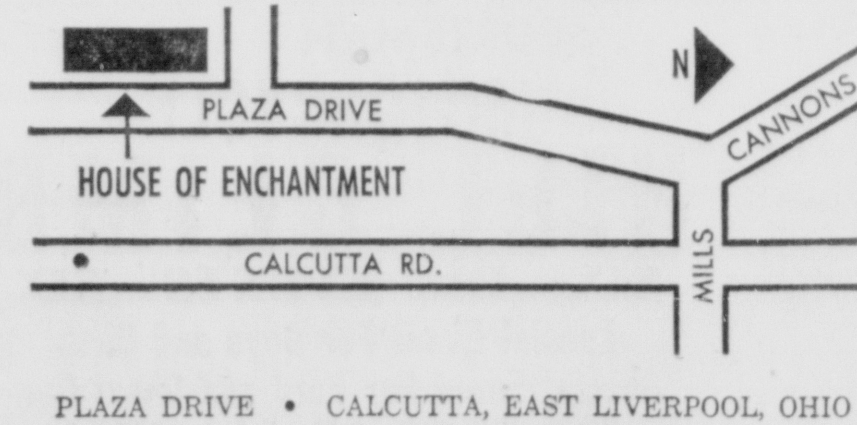 N
PLAZA DRIVE
CANNONS
HOUSE OF ENCHANTMENT
CALCUTTA RD.
MILLS
PLAZA DRIVE • CALCUTTA, EAST LIVERPOOL, OHIO